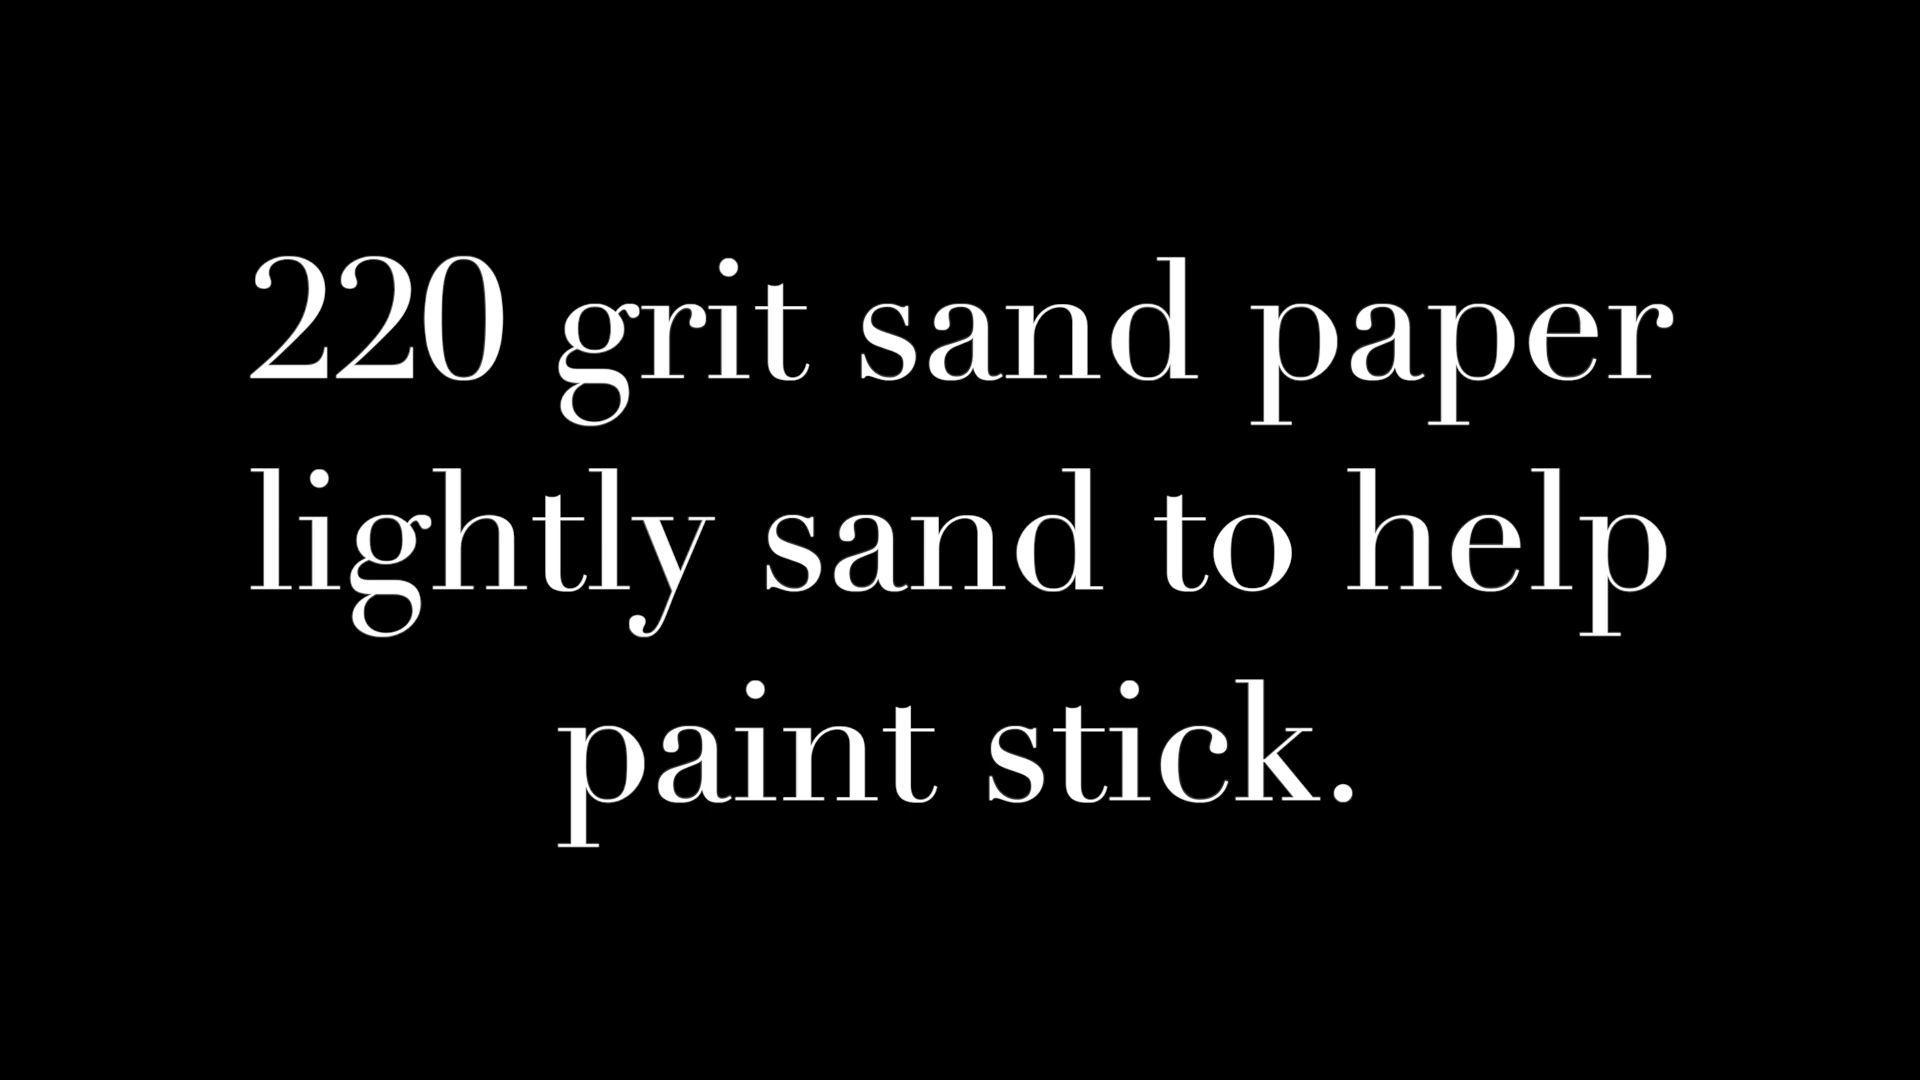 220 grit sand paper
lightly sand to help
paint stick.